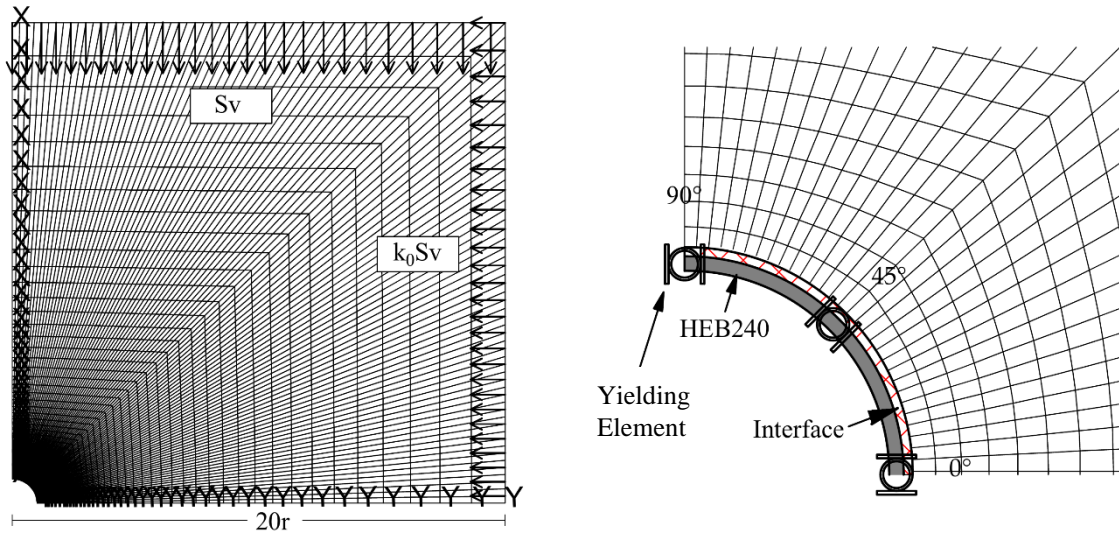 X
X
X
X
X
X
X
X
X
X
Sv
k₀Sv
Y Y Y Y Y Y Y Y Y Y Y Y Y
20r
90°
45°
HEB240
Yielding
Element
Interface
0°